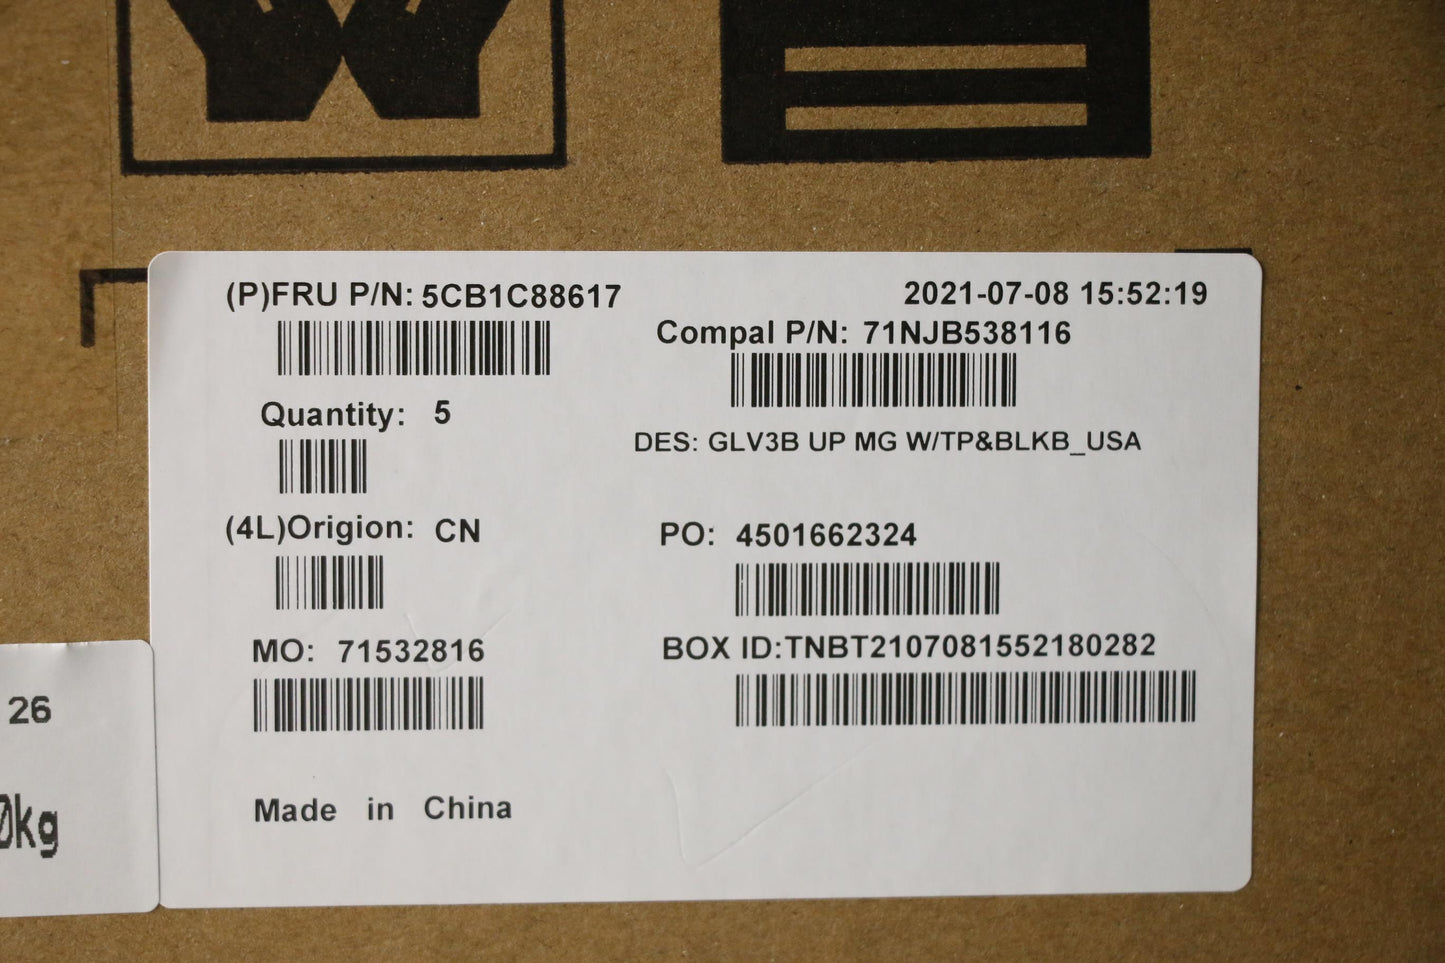 (P)FRU P/N: 5CB1C88617
2021-07-08 15:52:19
Compal P/N: 71NJB538116
Quantity: 5
DES: GLV3B UP MG W/TP&BLKB_USA
(4L)Origion: CN
PO: 4501662324
MO: 71532816
BOX ID:TNBT2107081552180282
Made in China
26
0kg